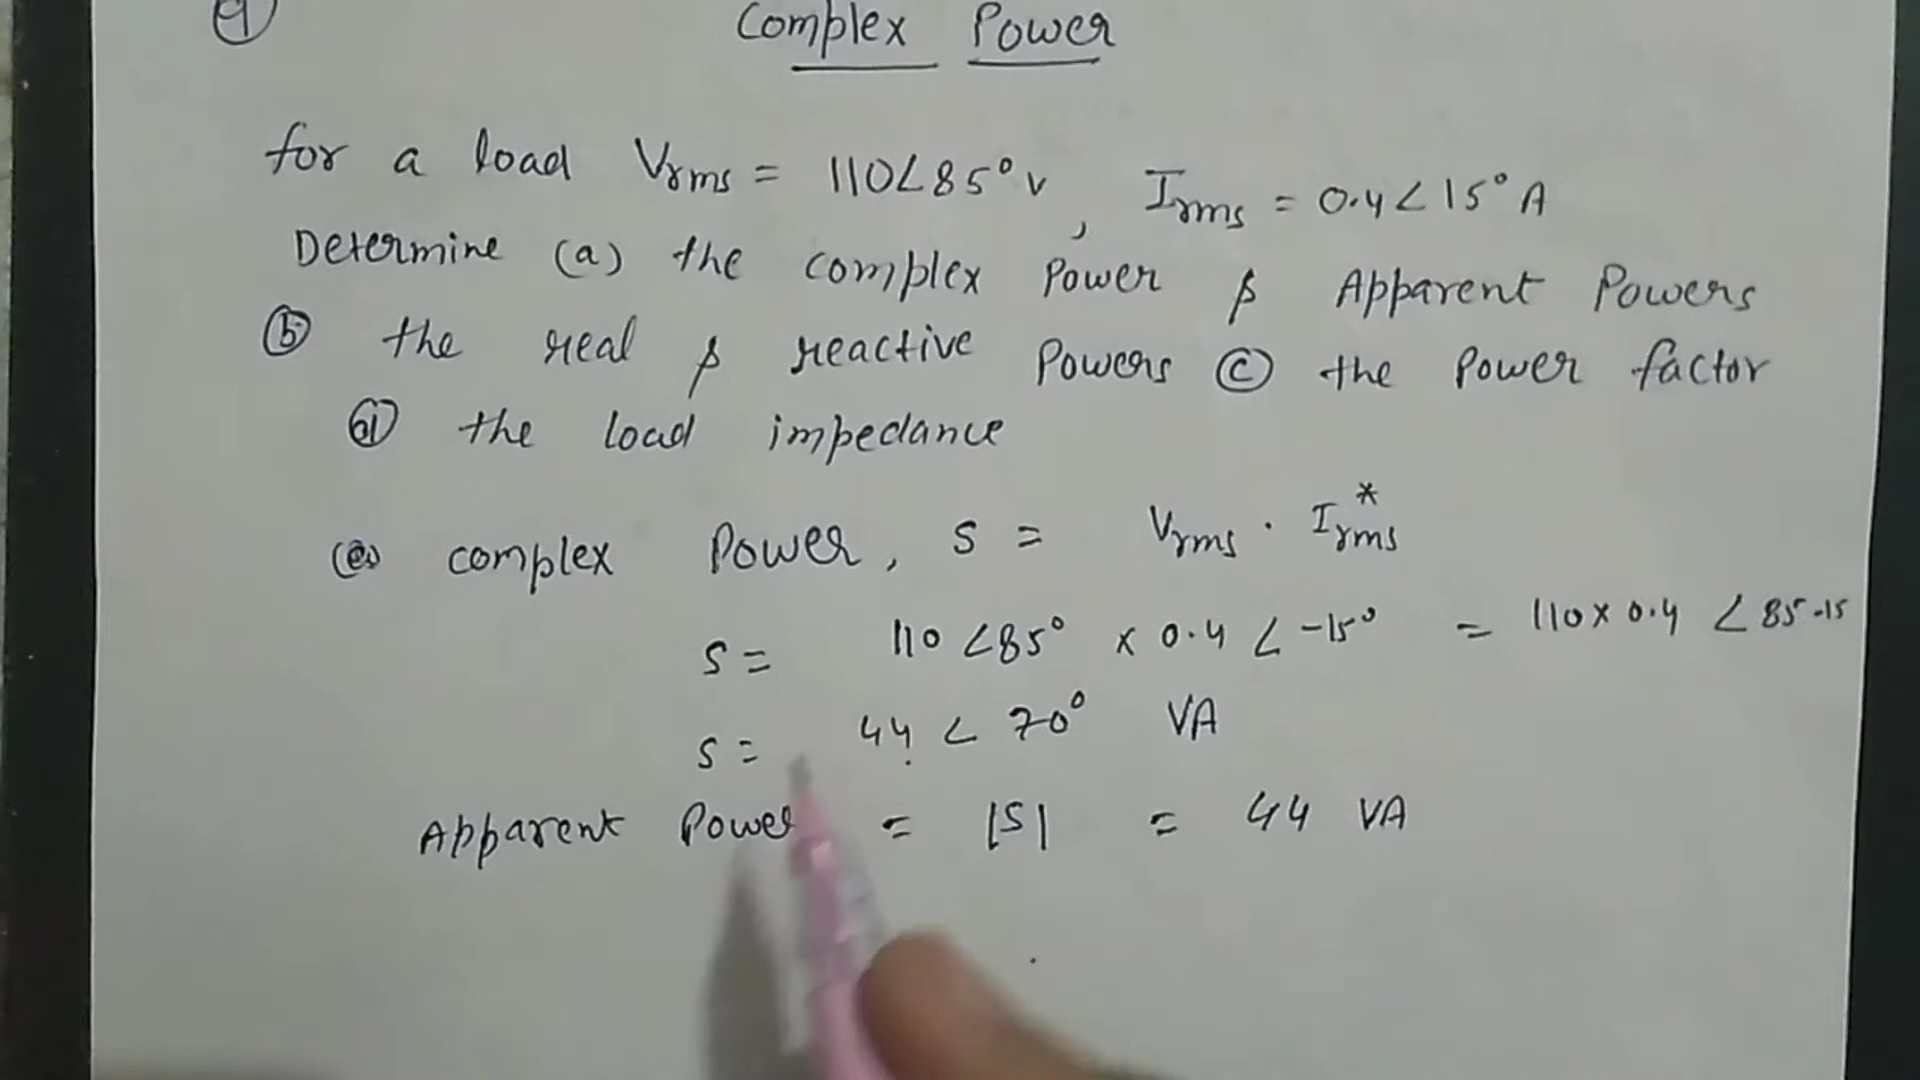 Complex Power
for a load Vrms = 110∠85° V, Irms = 0.4∠15° A
Determine (a) the complex Power & Apparent Powers
(b) the real & reactive Powers (c) the Power factor
(d) the load impedance
(a) complex Power, S = Vrms · Irms*
S = 110 ∠85° × 0.4 ∠-15° = 110 × 0.4 ∠85-15
S = 44 ∠ 70° VA
Apparent Power = |S| = 44 VA